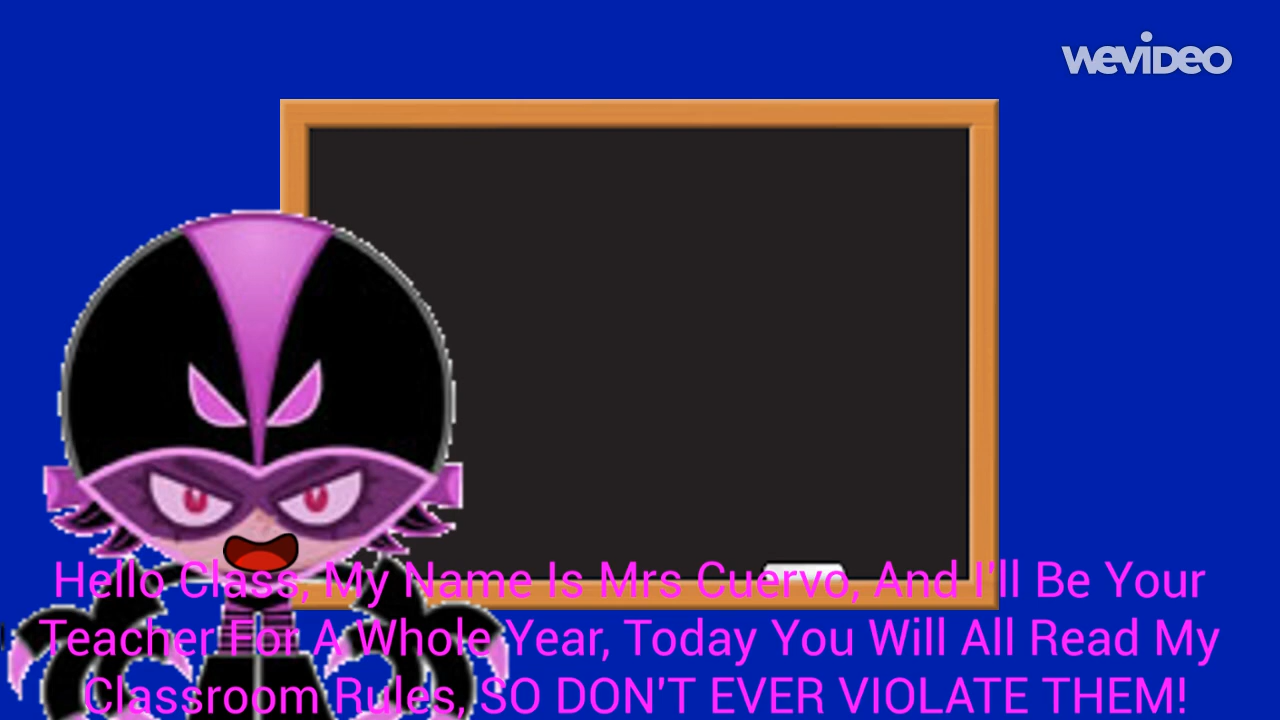 wevideo
Hello Class, My Name Is Mrs Cuervo, And I'll Be Your
Teacher For A Whole Year, Today You Will All Read My
Classroom Rules, SO DON'T EVER VIOLATE THEM!